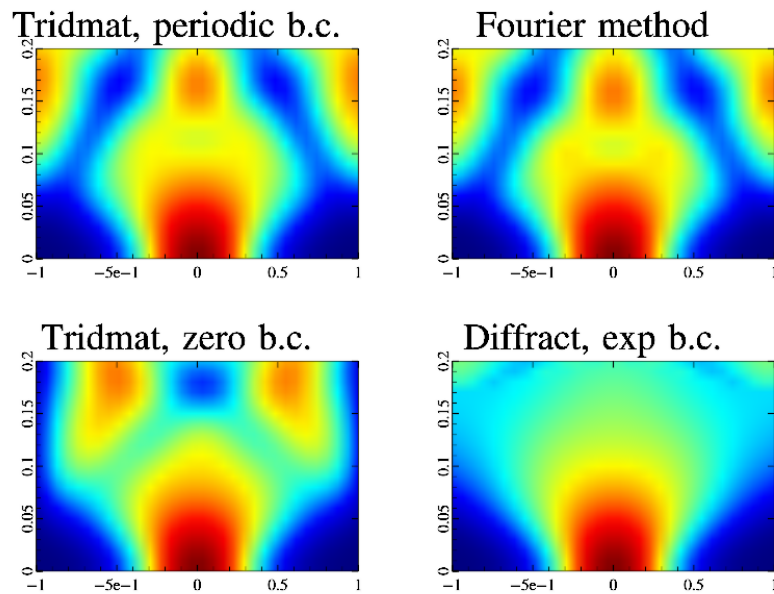 Tridmat, periodic b.c.
Fourier method
0.2
0.15
0.1
0.05
0
−1 −5e−1 0 0.5 1
0.2
0.15
0.1
0.05
0
−1 −5e−1 0 0.5 1
Tridmat, zero b.c.
Diffract, exp b.c.
0.2
0.15
0.1
0.05
0
−1 −5e−1 0 0.5 1
0.2
0.15
0.1
0.05
0
−1 −5e−1 0 0.5 1